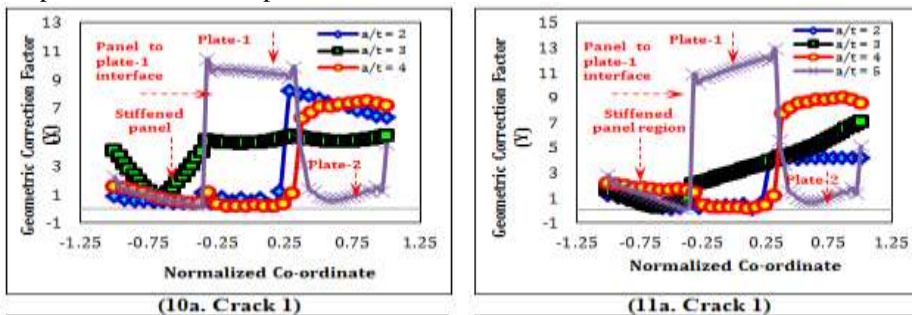 13
11
9
7
5
3
1
-1
Geometric Correction Factor
(Y)
Panel to
plate-1
interface
Plate-1
Stiffened
panel
Plate-2
a/t = 2
a/t = 3
a/t = 4
-1.25 -0.75 -0.25 0.25 0.75 1.25
Normalized Co-ordinate
(10a. Crack 1)
15
13
11
9
7
5
3
1
-1
Geometric Correction Factor
(Y)
Panel to
plate-1
interface
Plate-1
Stiffened
panel region
Plate-2
a/t = 2
a/t = 3
a/t = 4
a/t = 5
-1.25 -0.75 -0.25 0.25 0.75 1.25
Normalized Co-ordinate
(11a. Crack 1)